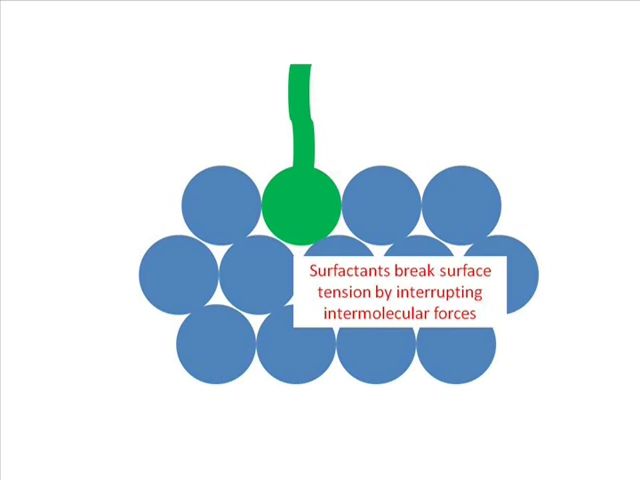 Surfactants break surface
tension by interrupting
intermolecular forces